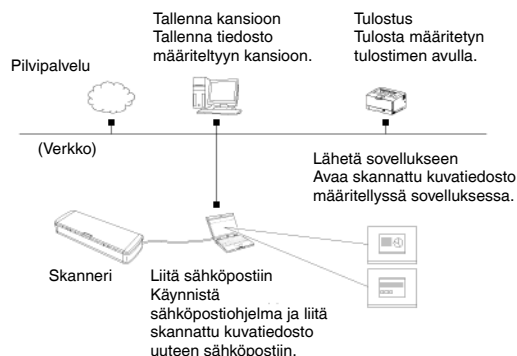 Tallenna kansioon
Tallenna tiedosto
määriteltyyn kansioon.
Tulostus
Tulosta määritetyn
tulostimen avulla.
Pilvipalvelu
(Verkko)
Lähetä sovellukseen
Avaa skannattu kuvatiedosto
määritellyssä sovelluksessa.
Skanneri
Liitä sähköpostiin
Käynnistä
sähköpostiohjelma ja liitä
skannattu kuvatiedosto
uuteen sähköpostiin.